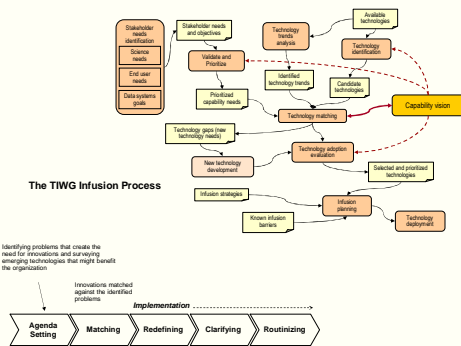 Stakeholder
needs
identification
Science
needs
End user
needs
Data systems
goals
Stakeholder needs
and objectives
Validate and
Prioritize
Prioritized
capability needs
Technology
trends
analysis
Available
technologies
Technology
identification
Identified
technology trends
Candidate
technologies
Capability vision
Technology matching
Technology gaps (new
technology needs)
New technology
development
Technology adoption
evaluation
Selected and prioritized
technologies
The TIWG Infusion Process
Infusion strategies
Known infusion
barriers
Infusion
planning
Technology
deployment
Identifying problems that create the
need for innovations and surveying
emerging technologies that might benefit
the organization
Innovations matched
against the identified
problems
Implementation
Agenda
Setting
Matching
Redefining
Clarifying
Routinizing